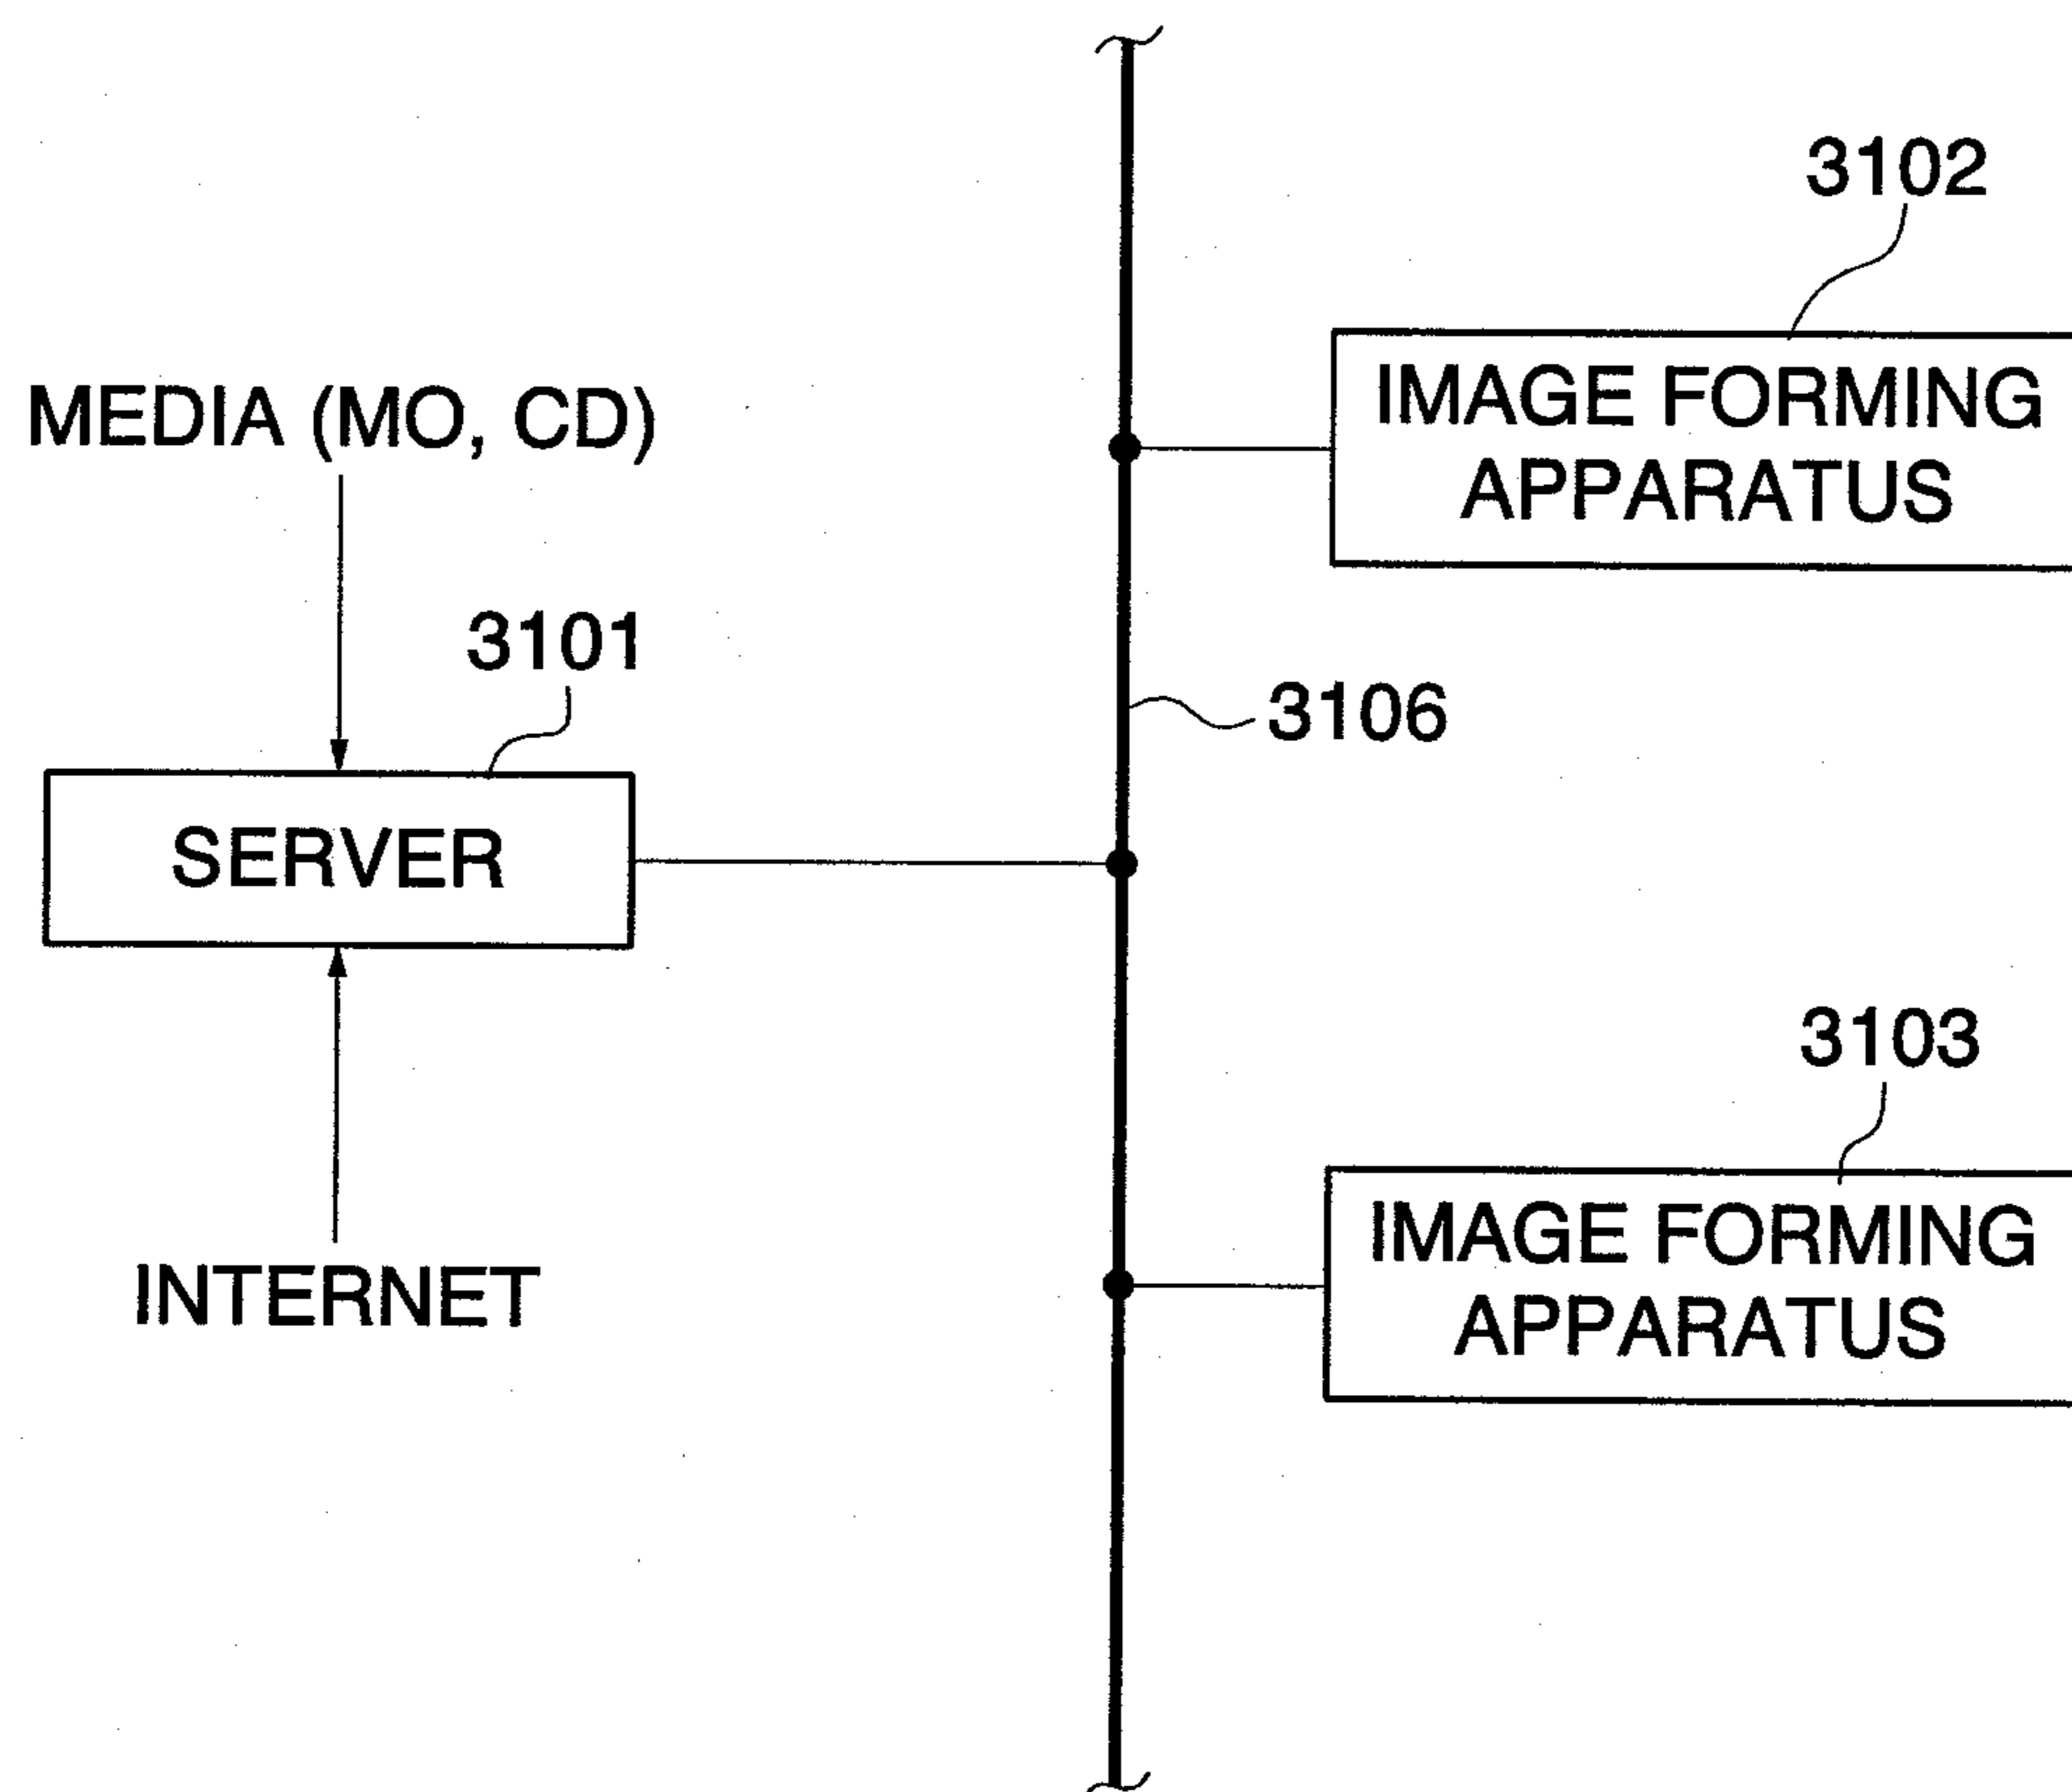 3102
IMAGE FORMING
APPARATUS
MEDIA (MO, CD)
3101
3106
SERVER
3103
IMAGE FORMING
APPARATUS
INTERNET